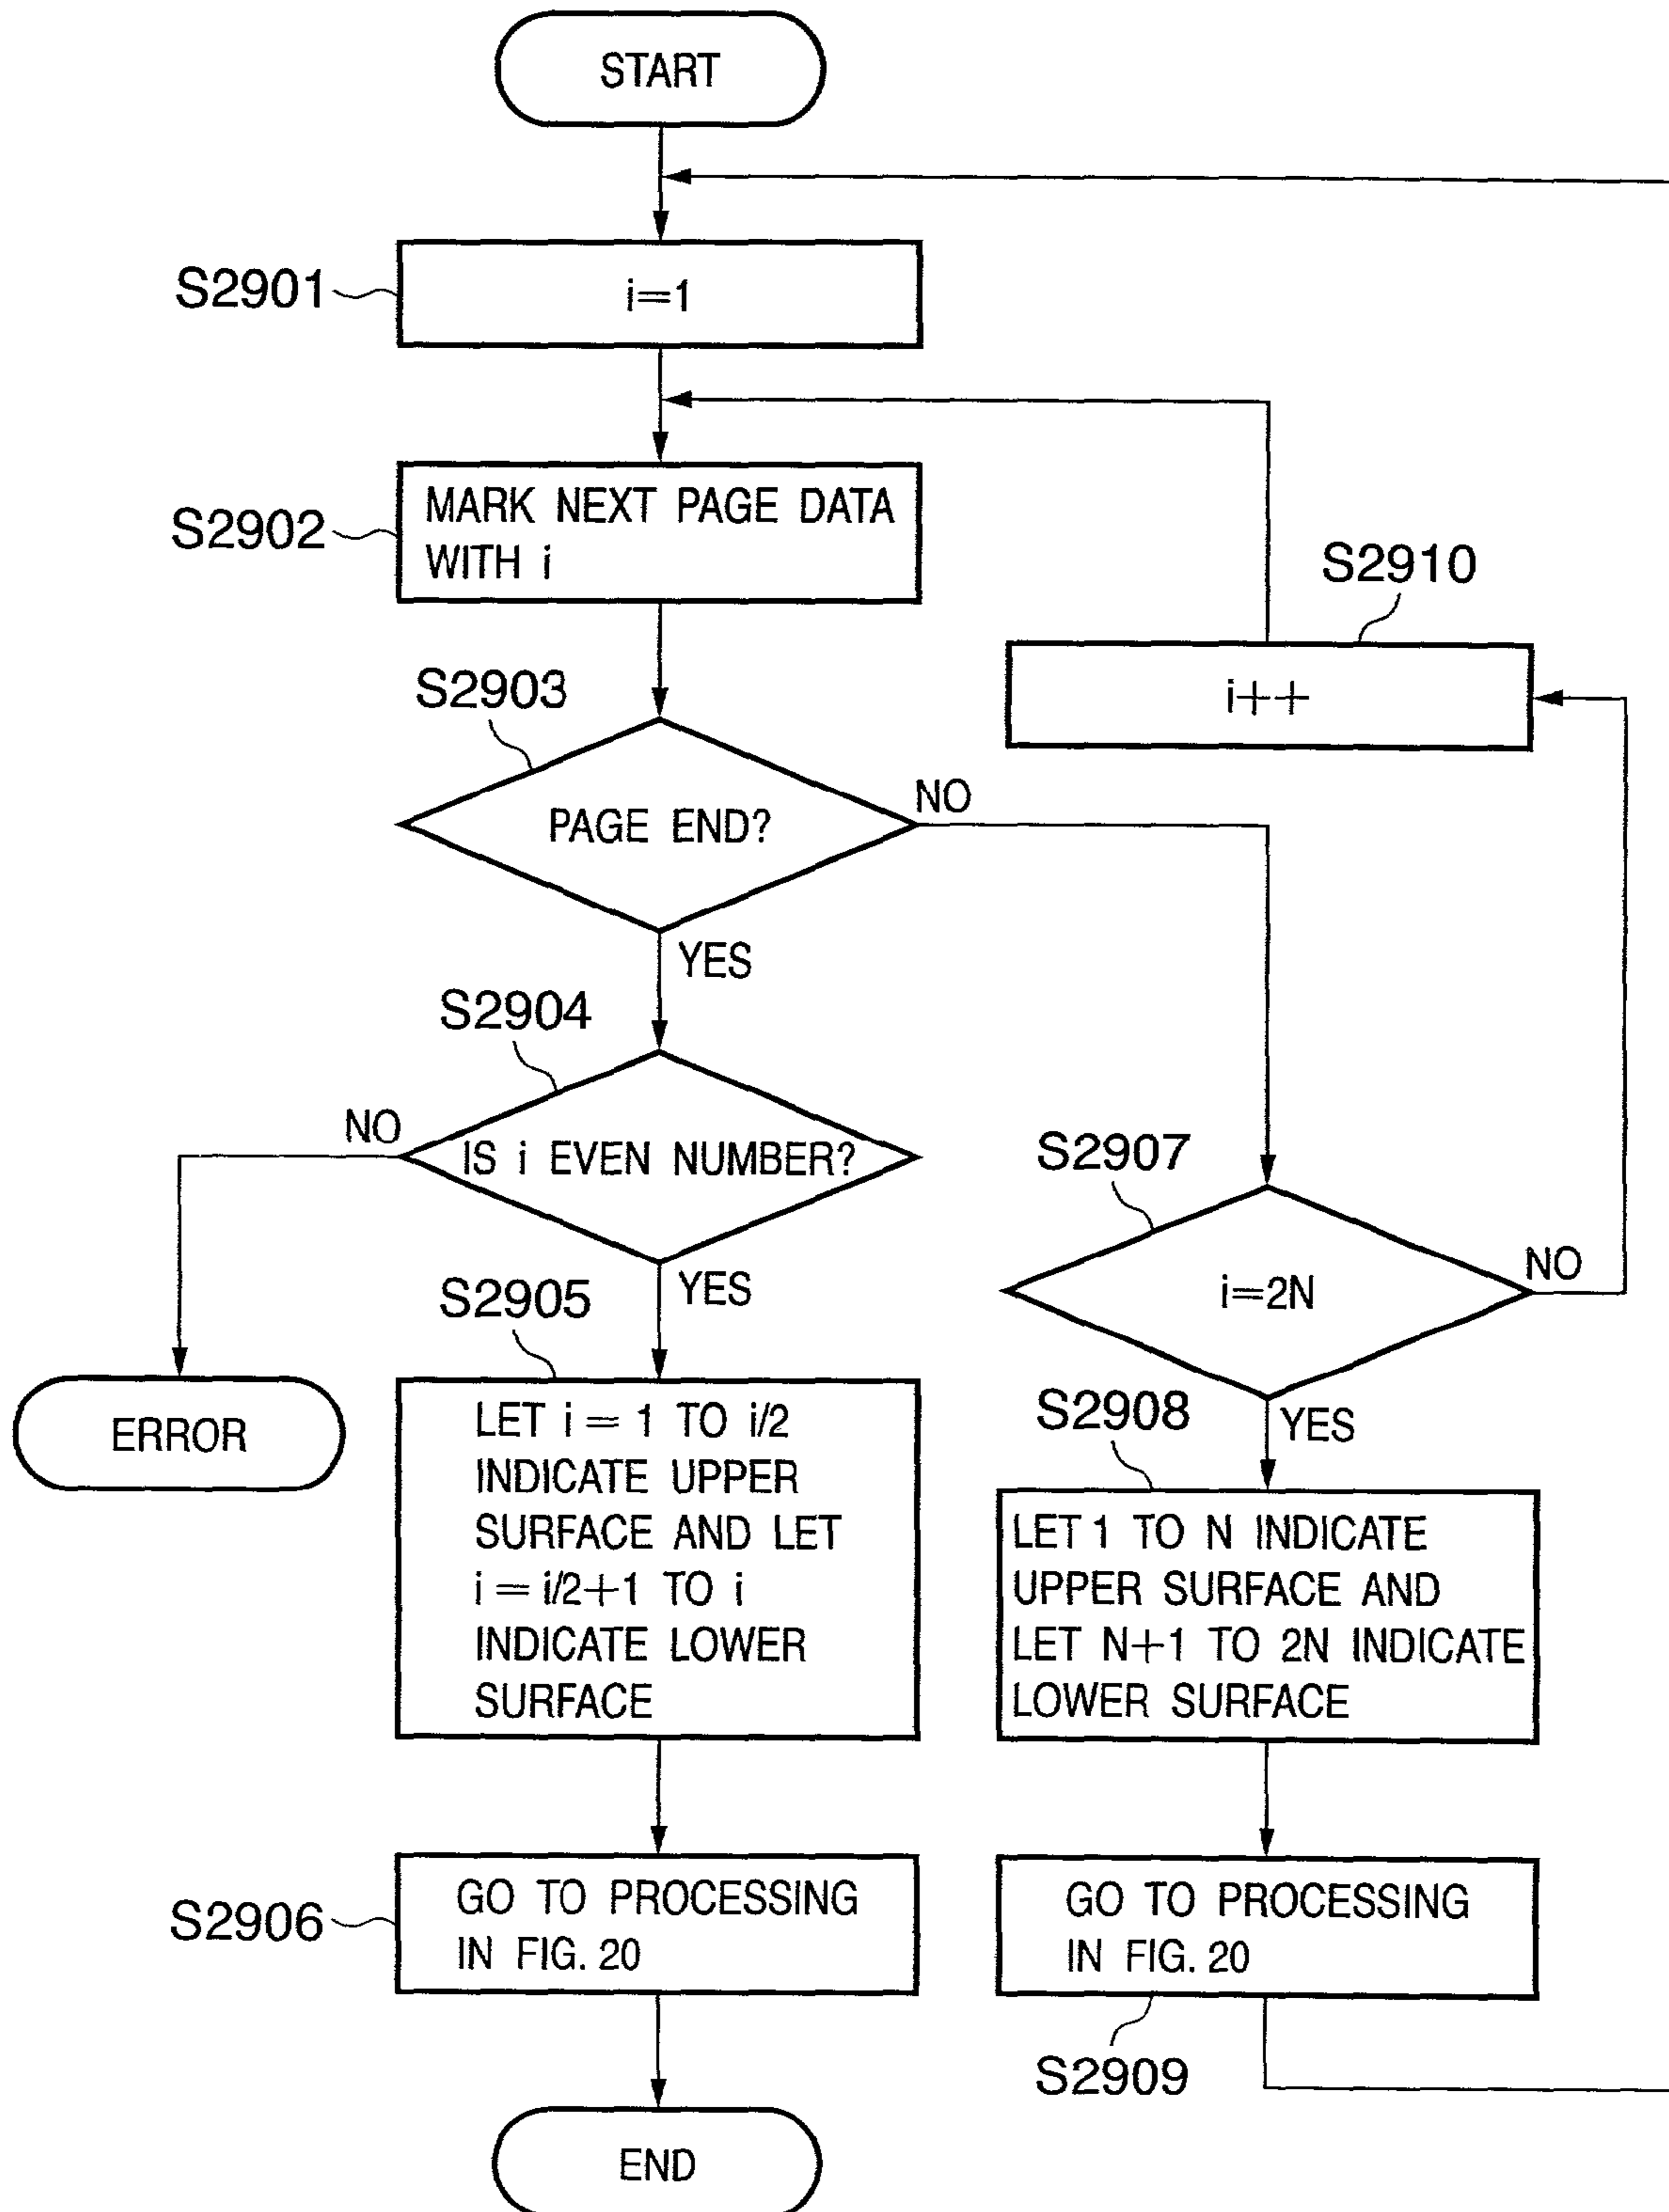 START
S2901
i=1
S2902
MARK NEXT PAGE DATA
WITH i
S2910
i++
S2903
PAGE END?
NO
YES
S2904
IS i EVEN NUMBER?
NO
YES
S2907
i=2N
NO
YES
ERROR
S2905
LET i = 1 TO i/2
INDICATE UPPER
SURFACE AND LET
i = i/2+1 TO i
INDICATE LOWER
SURFACE
S2908
LET 1 TO N INDICATE
UPPER SURFACE AND
LET N+1 TO 2N INDICATE
LOWER SURFACE
S2906
GO TO PROCESSING
IN FIG. 20
GO TO PROCESSING
IN FIG. 20
S2909
END